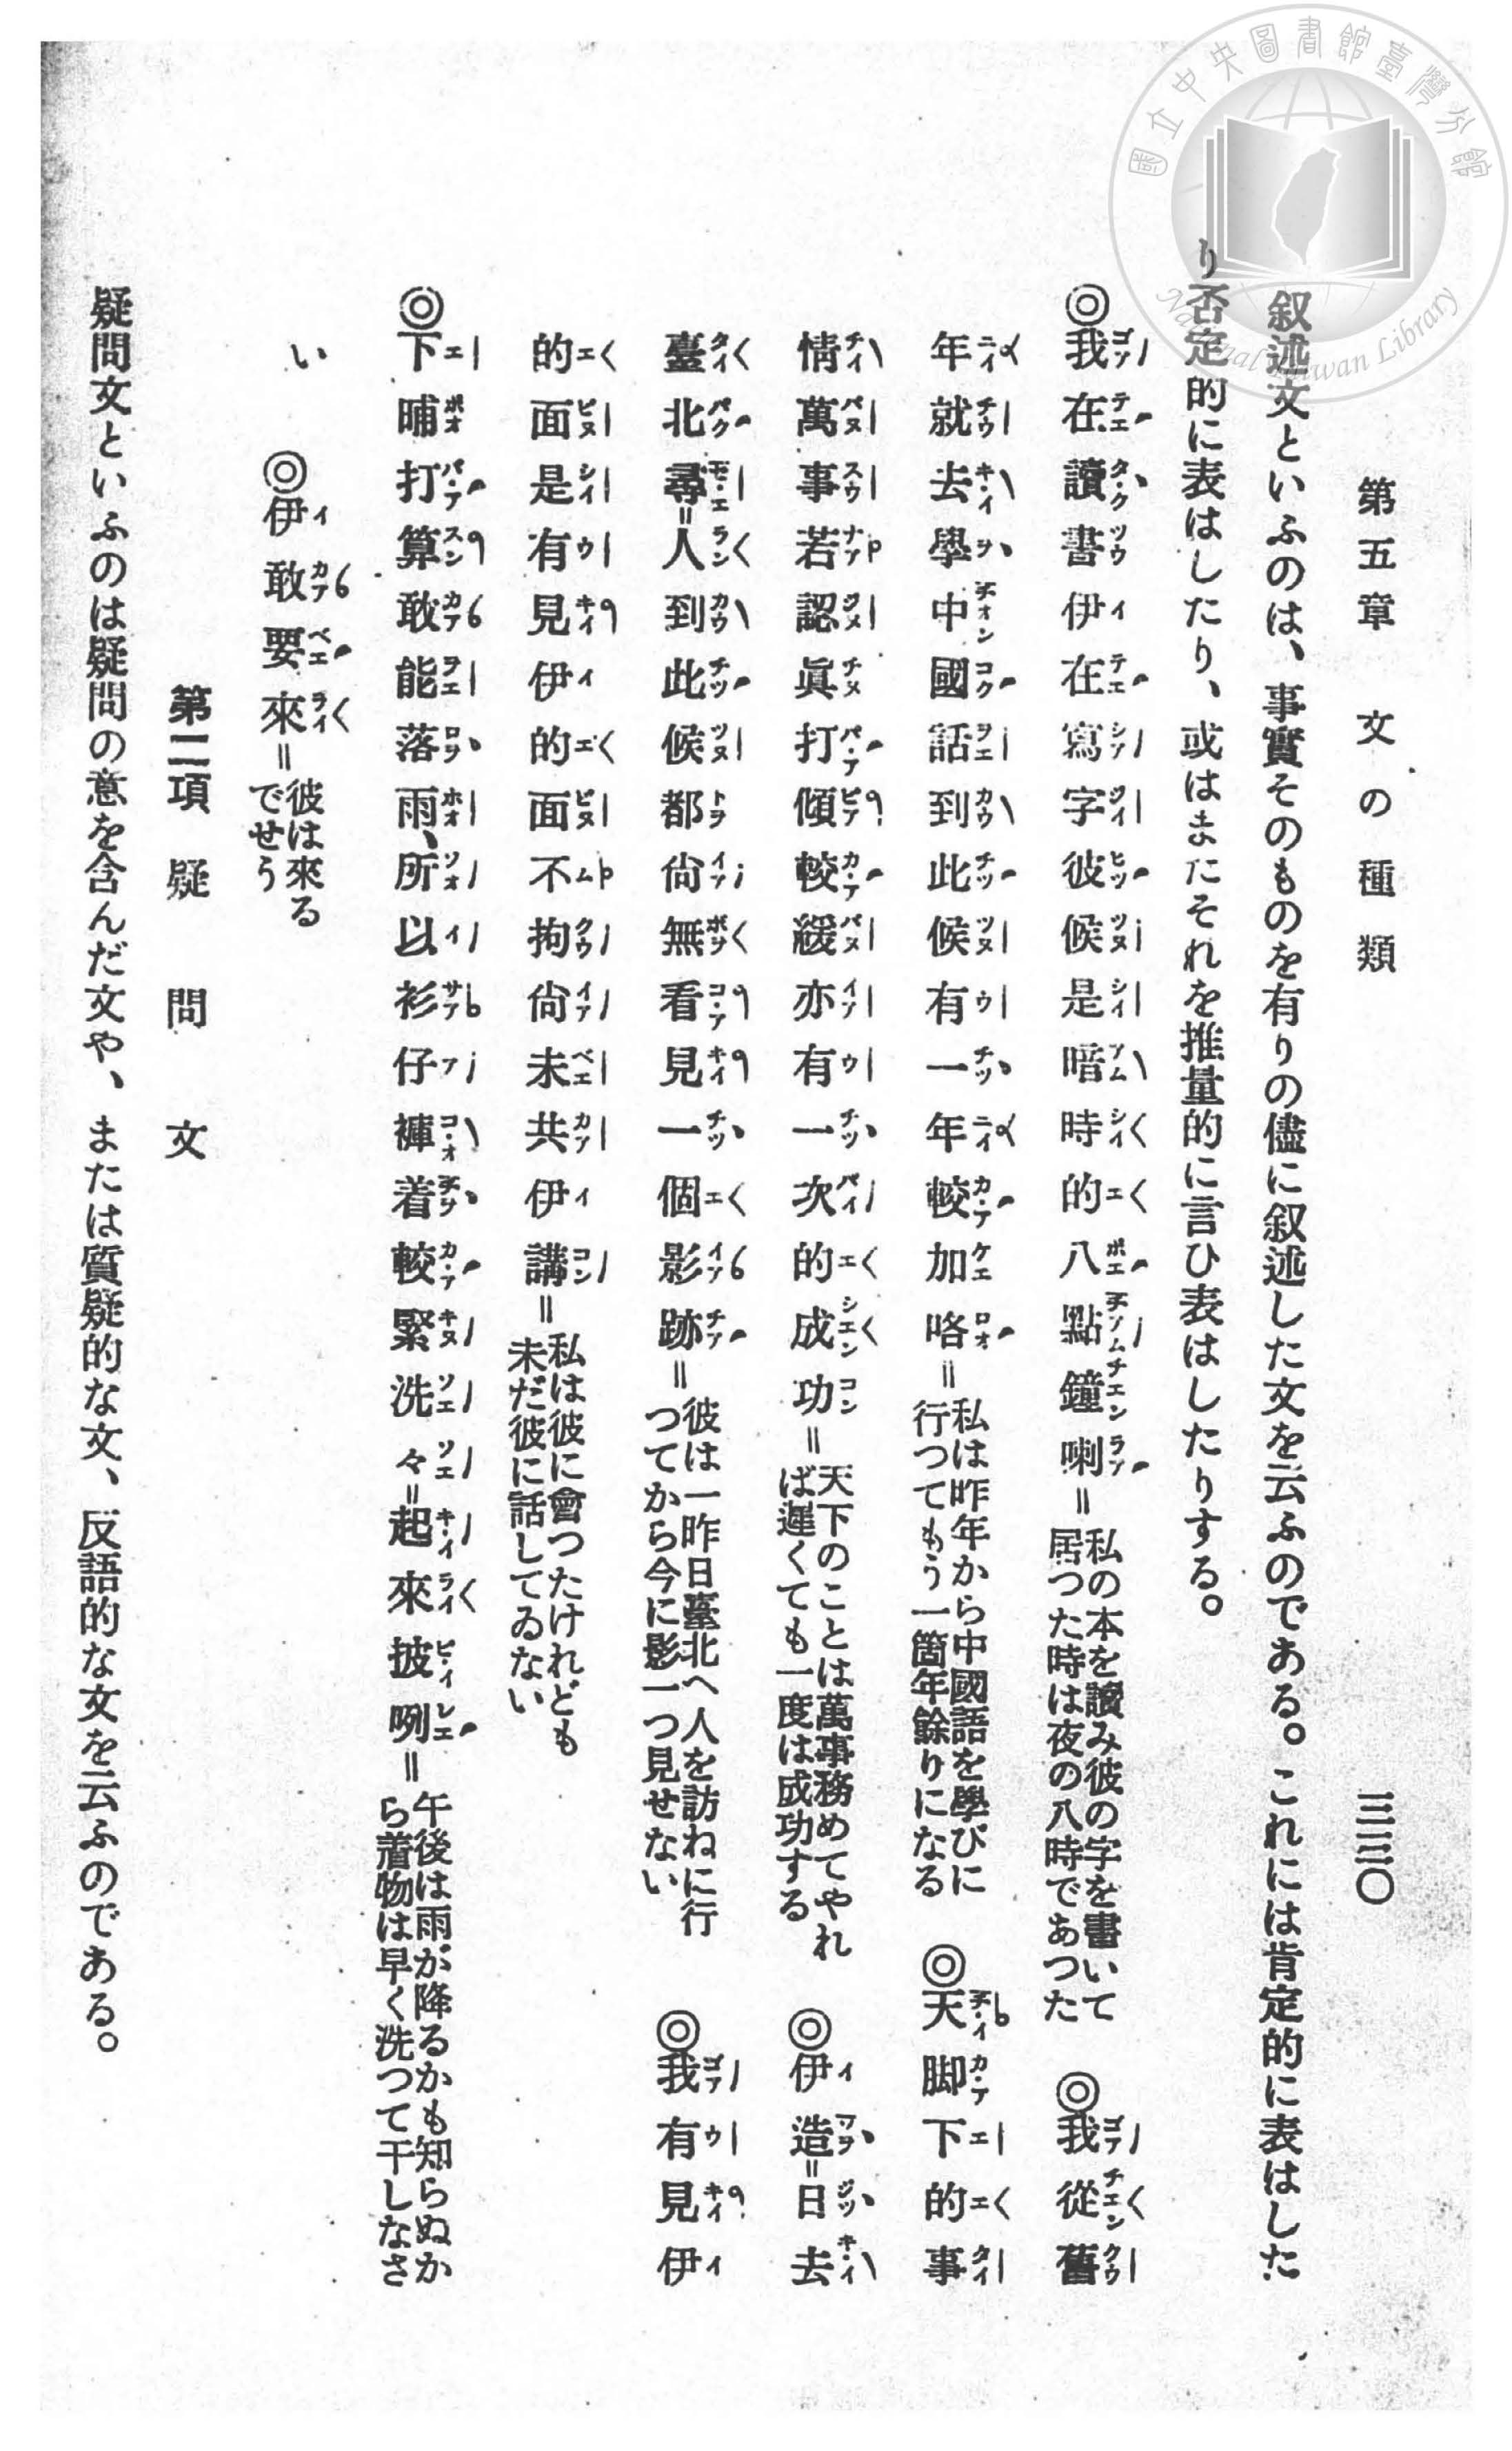 國立中央圖書館臺灣分館
National Taiwan Library
第五章 文の種類 三三〇
叙述文といふのは、事實そのものを有りの儘に叙述した文を云ふのである。これには肯定的に表はした
り否定的に表はしたり、或はまたそれを推量的に言ひ表はしたりする。
◎我在讀書伊在寫字彼候是暗時的八點鐘喇=私の本を讀み彼の字を書いて居つた時は夜の八時であつた ◎我從舊
年就去學中國話到此候有一年較加咯=私は昨年から中國語を學びに行つてもう一箇年餘りになる ◎天脚下的事
情萬事若認眞打傾較緩亦有一次的成功=天下のことは萬事務めてやれば遲くても一度は成功する ◎伊造=日去
臺北尋=人到此候都尙無看見一個影跡=彼は一昨日臺北へ人を訪ねに行つてから今に影一つ見せない ◎我有見伊
的面是有見伊的面不拘尙未共伊講=私は彼に會つたけれども未だ彼に話してゐない
◎下晡打算敢能落雨、所以衫仔褲着較緊洗々=起來披咧=午後は雨が降るかも知らぬから着物は早く洗つて干しなさ
い ◎伊敢要來=彼は來るでせう
第二項 疑問文
疑問文といふのは疑問の意を含んだ文や、または質疑的な文、反語的な文を云ふのである。